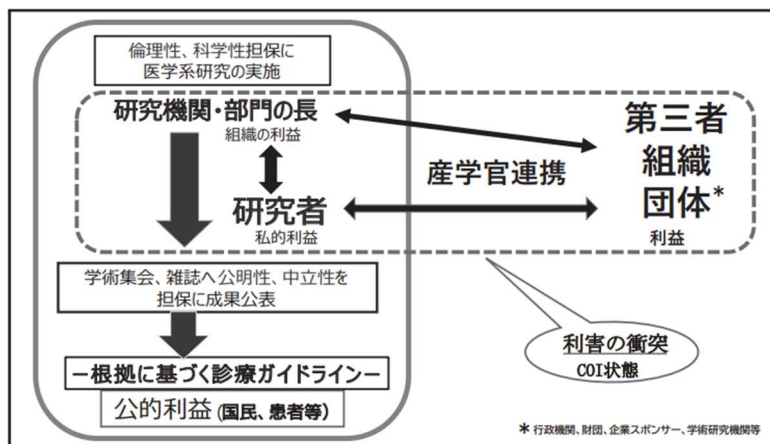 倫理性、科学性担保に
医学系研究の実施
研究機関・部門の長
組織の利益
研究者
私的利益
産学官連携
第三者
組織
団体*
利益
学術集会、雑誌へ公明性、中立性を
担保に成果公表
－根拠に基づく診療ガイドライン－
公的利益 (国民、患者等)
利害の衝突
COI状態
* 行政機関、財団、企業スポンサー、学術研究機関等